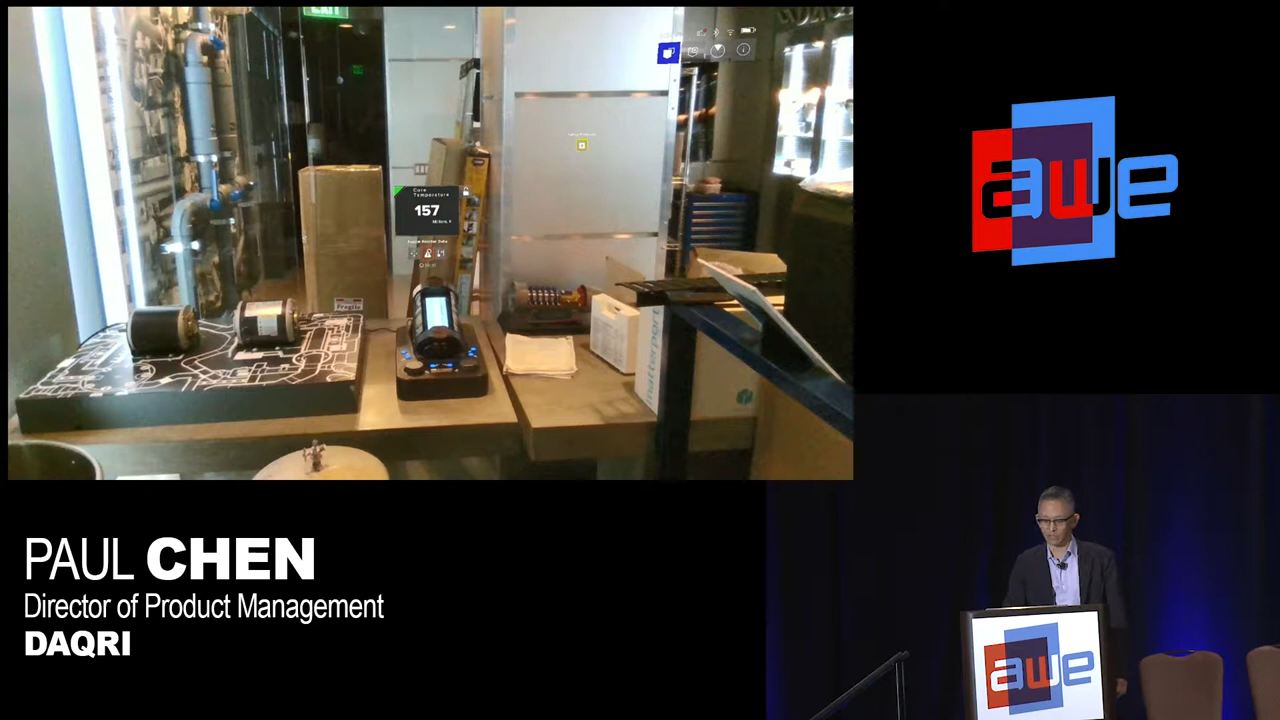 EXIT
Core
Temperature
157
Fragile
matterport
awe
PAUL CHEN
Director of Product Management
DAQRI
awe